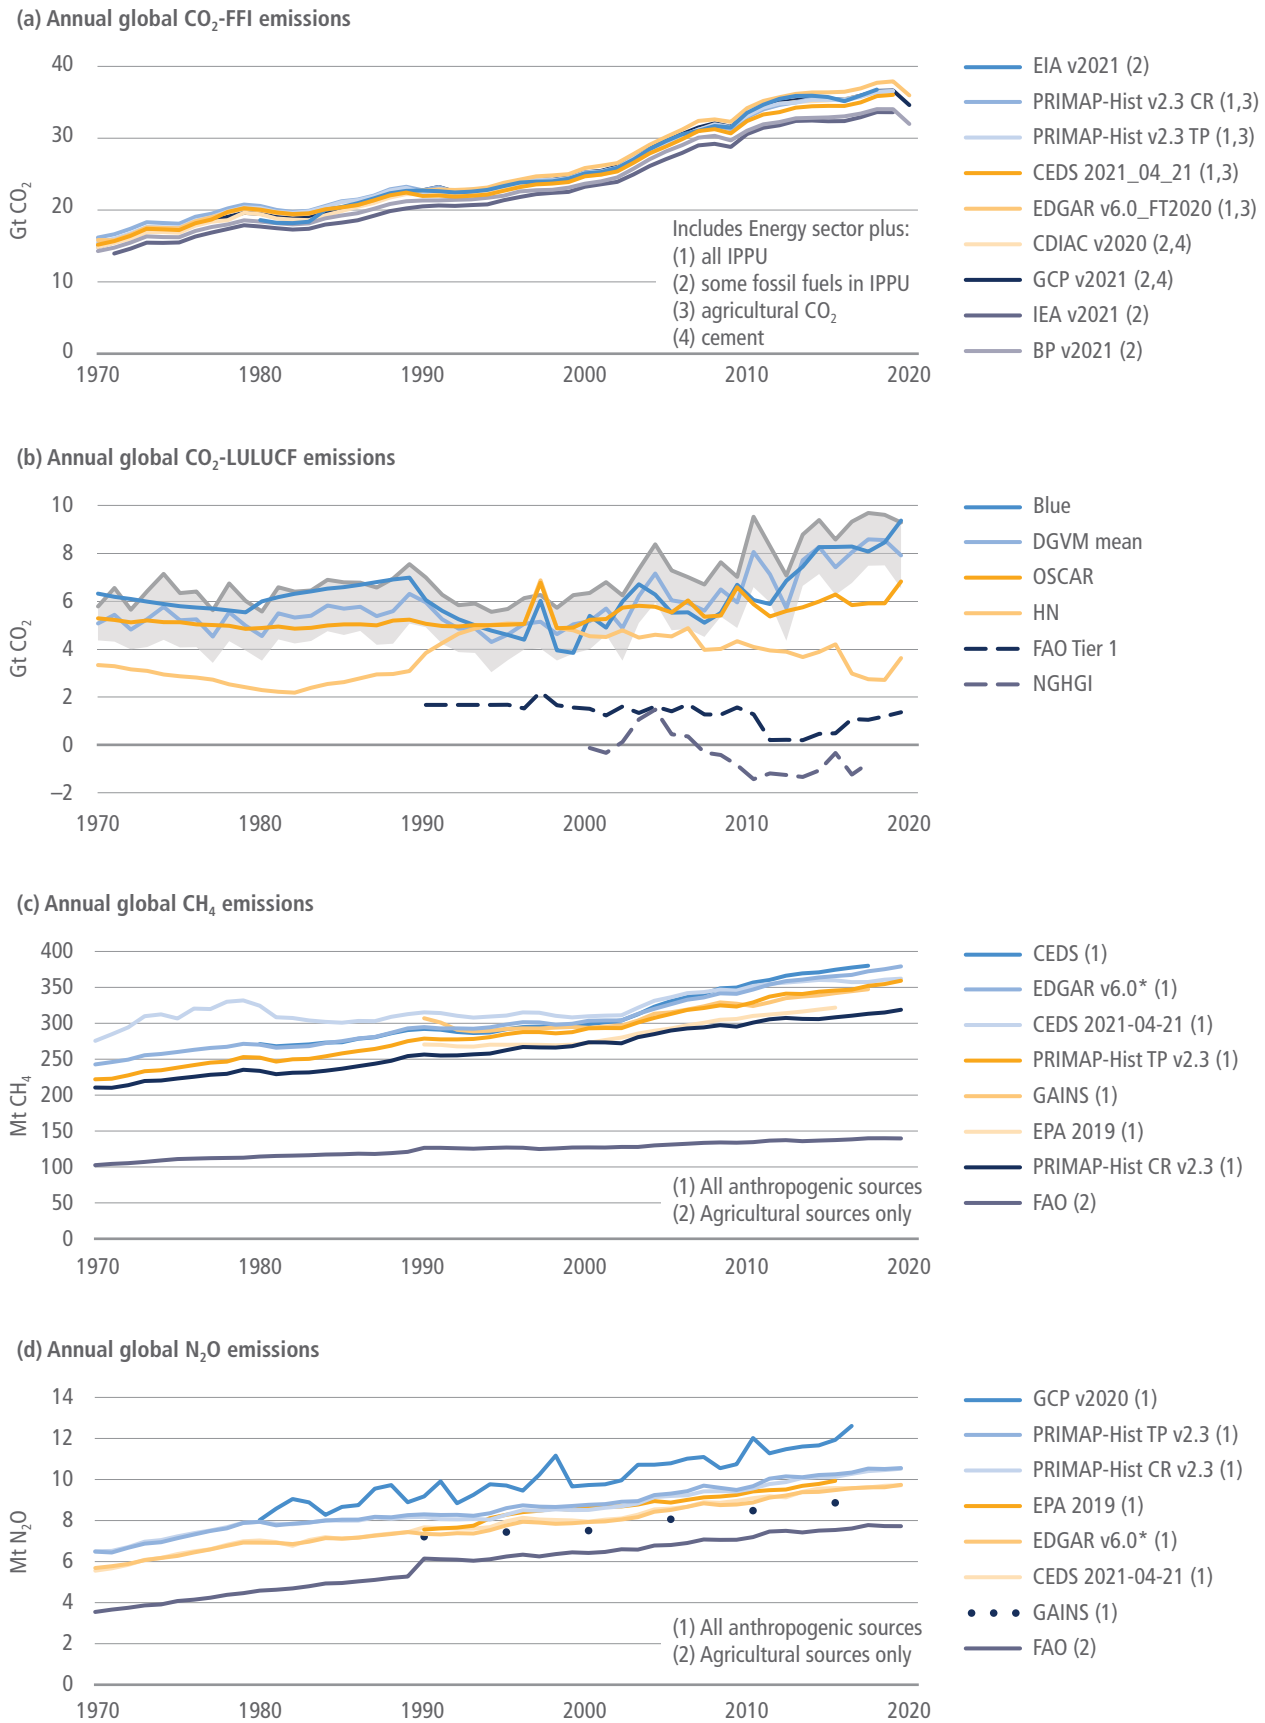 (a) Annual global CO₂-FFI emissions
Gt CO₂
40
30
20
10
0
1970 1980 1990 2000 2010 2020
Includes Energy sector plus:
(1) all IPPU
(2) some fossil fuels in IPPU
(3) agricultural CO₂
(4) cement
EIA v2021 (2)
PRIMAP-Hist v2.3 CR (1,3)
PRIMAP-Hist v2.3 TP (1,3)
CEDS 2021_04_21 (1,3)
EDGAR v6.0_FT2020 (1,3)
CDIAC v2020 (2,4)
GCP v2021 (2,4)
IEA v2021 (2)
BP v2021 (2)
(b) Annual global CO₂-LULUCF emissions
Gt CO₂
10
8
6
4
2
0
–2
1970 1980 1990 2000 2010 2020
Blue
DGVM mean
OSCAR
HN
FAO Tier 1
NGHGI
(c) Annual global CH₄ emissions
Mt CH₄
400
350
300
250
200
150
100
50
0
1970 1980 1990 2000 2010 2020
(1) All anthropogenic sources
(2) Agricultural sources only
CEDS (1)
EDGAR v6.0* (1)
CEDS 2021-04-21 (1)
PRIMAP-Hist TP v2.3 (1)
GAINS (1)
EPA 2019 (1)
PRIMAP-Hist CR v2.3 (1)
FAO (2)
(d) Annual global N₂O emissions
Mt N₂O
14
12
10
8
6
4
2
0
1970 1980 1990 2000 2010 2020
(1) All anthropogenic sources
(2) Agricultural sources only
GCP v2020 (1)
PRIMAP-Hist TP v2.3 (1)
PRIMAP-Hist CR v2.3 (1)
EPA 2019 (1)
EDGAR v6.0* (1)
CEDS 2021-04-21 (1)
GAINS (1)
FAO (2)